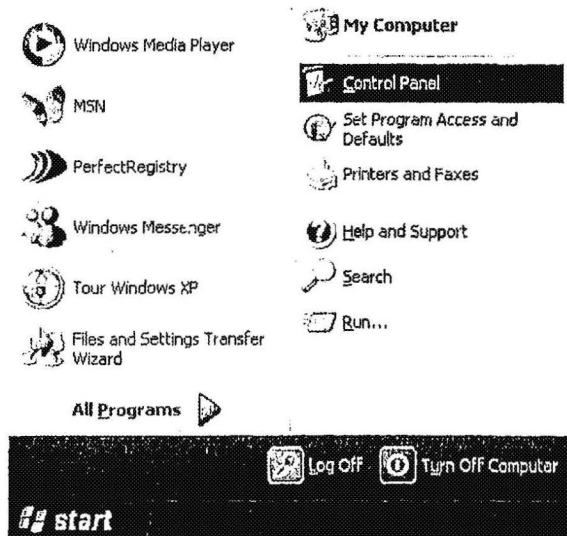 Windows Media Player
MSN
PerfectRegistry
Windows Messenger
Tour Windows XP
Files and Settings Transfer
Wizard
All Programs
My Computer
Control Panel
Set Program Access and
Defaults
Printers and Faxes
Help and Support
Search
Run...
Log Off
Turn Off Computer
start